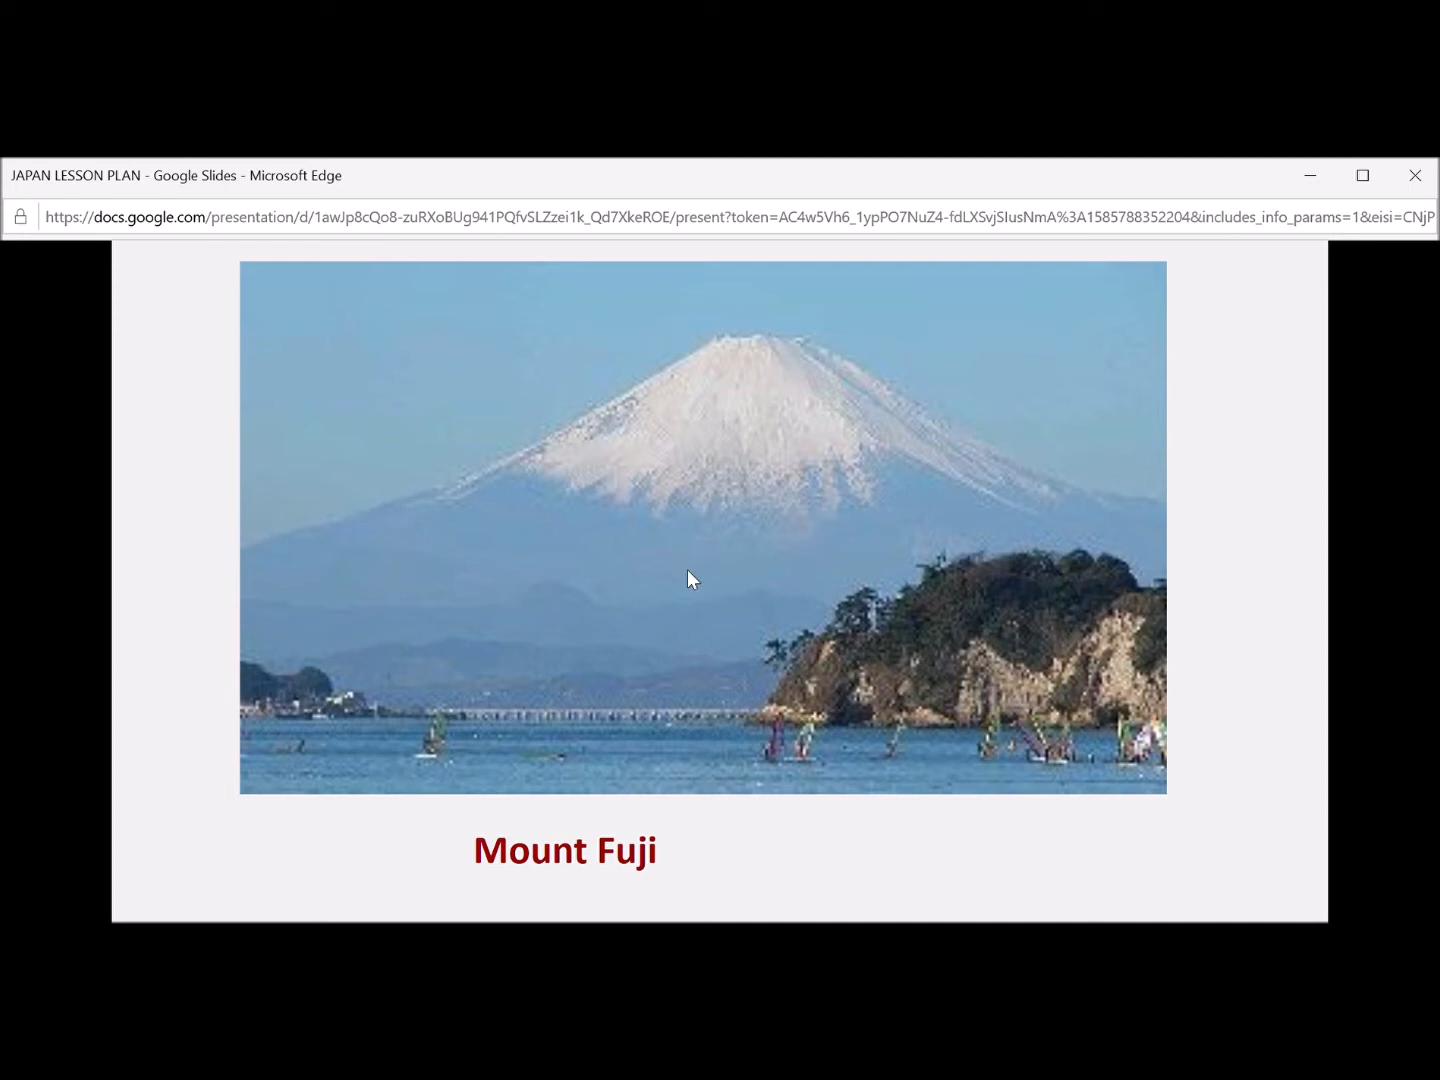 JAPAN LESSON PLAN - Google Slides - Microsoft Edge
https://docs.google.com/presentation/d/1awJp8cQo8-zuRXoBUg941PQfvSLZzei1k_Qd7XkeROE/present?token=AC4w5Vh6_1ypPO7NuZ4-fdLXSvjSIusNmA%3A1585788352204&includes_info_params=1&eisi=CNjP
Mount Fuji